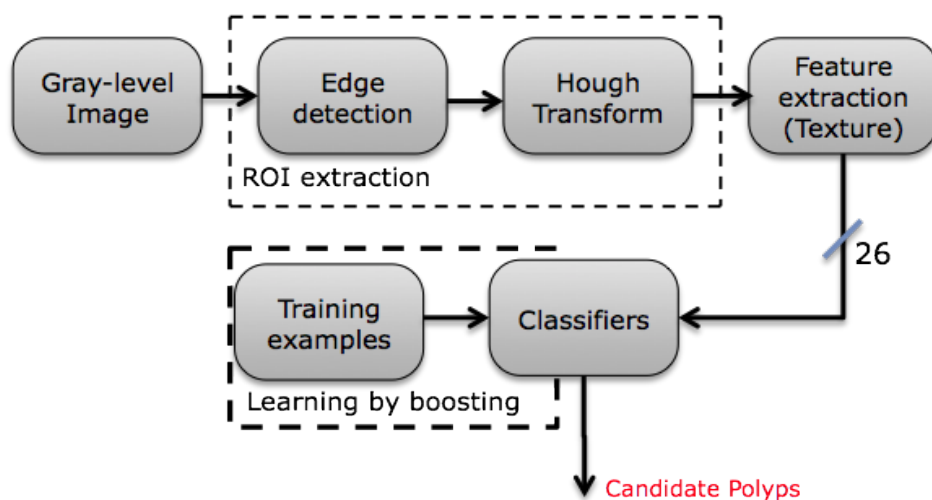 Gray-level
Image
Edge
detection
Hough
Transform
Feature
extraction
(Texture)
ROI extraction
26
Training
examples
Classifiers
Learning by boosting
Candidate Polyps